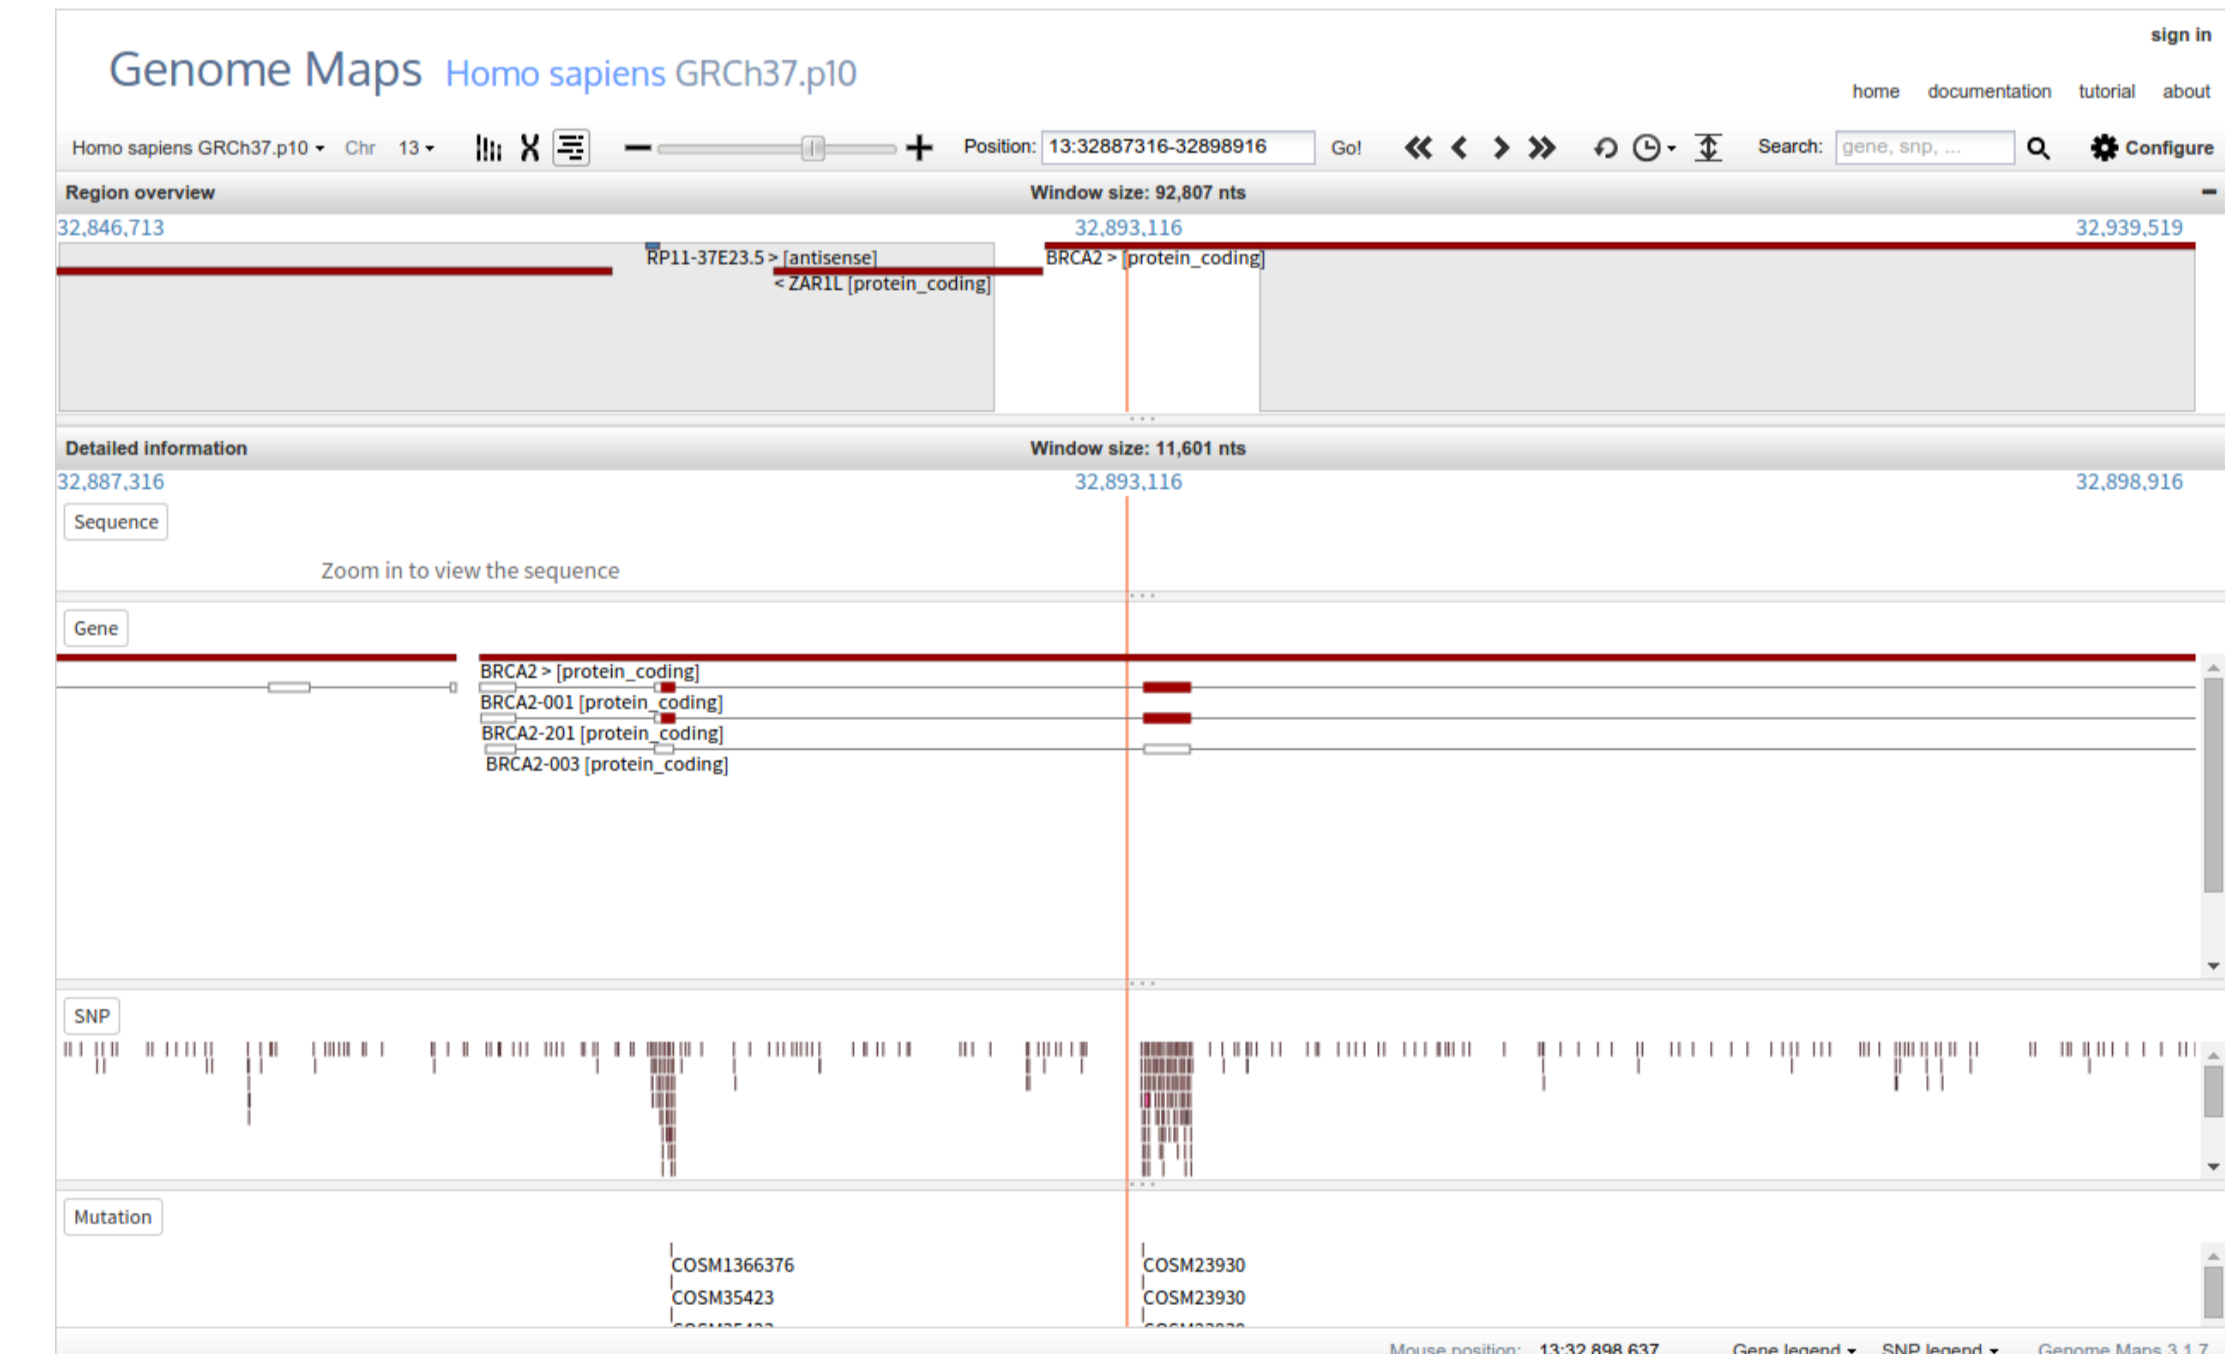 sign in
Genome Maps Homo sapiens GRCh37.p10
home documentation tutorial about
Homo sapiens GRCh37.p10 Chr 13 Position: 13:32887316-32898916 Go! Search: gene, snp, ... Configure
Region overview Window size: 92,807 nts
32,846,713 32,893,116 32,939,519
RP11-37E23.5 > [antisense] BRCA2 > [protein_coding]
< ZAR1L [protein_coding]
Detailed information Window size: 11,601 nts
32,887,316 32,893,116 32,898,916
Sequence
Zoom in to view the sequence
Gene
BRCA2 > [protein_coding]
BRCA2-001 [protein_coding]
BRCA2-201 [protein_coding]
BRCA2-003 [protein_coding]
SNP
Mutation
COSM1366376 COSM23930
COSM35423 COSM23930
COSM35423 COSM23930
Mouse position: 13:32,898,637 Gene legend SNP legend Genome Maps 3.1.7